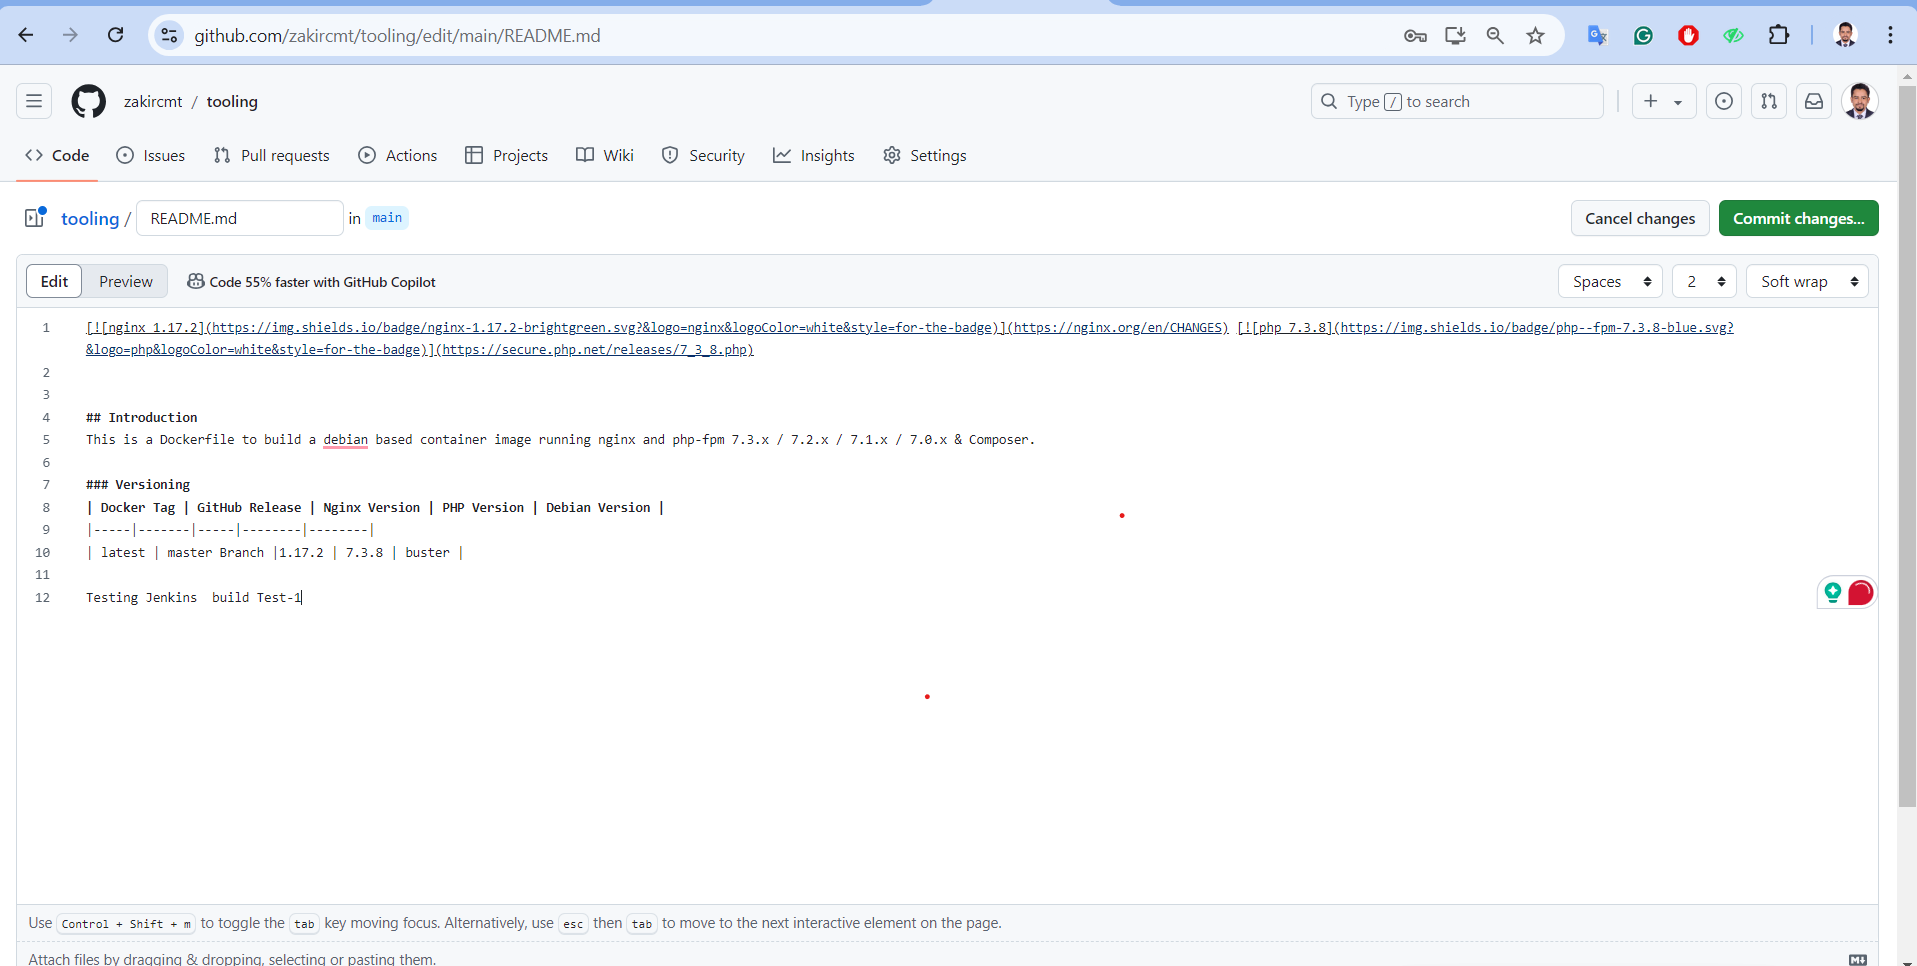 github.com/zakircmt/tooling/edit/main/README.md
zakircmt / tooling
Type / to search
Code
Issues
Pull requests
Actions
Projects
Wiki
Security
Insights
Settings
tooling / README.md in main
Cancel changes
Commit changes...
Edit
Preview
Code 55% faster with GitHub Copilot
Spaces
2
Soft wrap
1 [![nginx 1.17.2](https://img.shields.io/badge/nginx-1.17.2-brightgreen.svg?&logo=nginx&logoColor=white&style=for-the-badge)](https://nginx.org/en/CHANGES) [![php 7.3.8](https://img.shields.io/badge/php--fpm-7.3.8-blue.svg?
&logo=php&logoColor=white&style=for-the-badge)](https://secure.php.net/releases/7_3_8.php)
2
3
4 ## Introduction
5 This is a Dockerfile to build a debian based container image running nginx and php-fpm 7.3.x / 7.2.x / 7.1.x / 7.0.x & Composer.
6
7 ### Versioning
8 | Docker Tag | GitHub Release | Nginx Version | PHP Version | Debian Version |
9 |-----|-------|-----|--------|--------|
10 | latest | master Branch |1.17.2 | 7.3.8 | buster |
11
12 Testing Jenkins  build Test-1
Use Control + Shift + m to toggle the tab key moving focus. Alternatively, use esc then tab to move to the next interactive element on the page.
Attach files by dragging & dropping, selecting or pasting them.